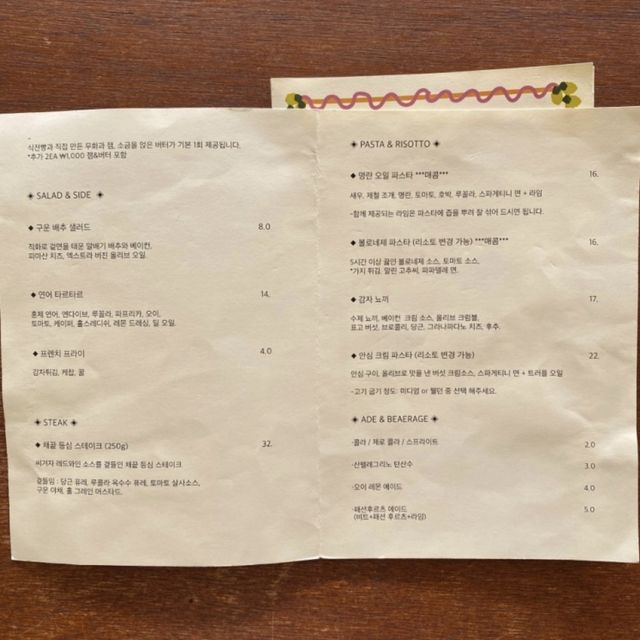 식전빵과 직접 만든 무화과 잼, 소금을 얹은 버터가 기본 1회 제공됩니다.
*추가 2EA ₩1,000 잼&버터 포함
◈ SALAD & SIDE ◈
◆ 구운 배추 샐러드 8.0
직화로 겉면을 태운 알배기 배추와 베이컨,
피마산 치즈, 엑스트라 버진 올리브 오일.
◆ 연어 타르타르 14.
훈제 연어, 엔다이브, 루꼴라, 파프리카, 오이,
토마토, 케이퍼, 홀스레디쉬, 레몬 드레싱, 딜 오일.
◆ 프렌치 프라이 4.0
감자튀김, 케찹, 꿀
◈ STEAK ◈
◆ 채끝 등심 스테이크 (250g) 32.
씨겨자 레드와인 소스를 곁들인 채끝 등심 스테이크
곁들임 : 당근 퓨레, 루꼴라 옥수수 퓨레, 토마토 살사소스,
구운 야채, 홀 그레인 머스타드.
◈ PASTA & RISOTTO ◈
◆ 명란 오일 파스타 ***매콤*** 16.
새우, 제철 조개, 명란, 토마토, 호박, 루꼴라, 스파게티니 면 + 라임
-함께 제공되는 라임은 파스타에 즙을 뿌려 잘 섞어 드시면 됩니다.
◆ 볼로네제 파스타 (리소토 변경 가능) ***매콤*** 16.
5시간 이상 끓인 볼로네제 소스, 토마토 소스,
*가지 튀김, 말린 고추씨, 파파델레 면.
◆ 감자 뇨끼 17.
수제 뇨끼, 베이컨 크림 소스, 올리브 크럼블,
표고 버섯, 브로콜리, 당근, 그라나파다노 치즈, 후추.
◆ 안심 크림 파스타 (리소토 변경 가능) 22.
안심 구이, 올리브로 맛을 낸 버섯 크림소스, 스파게티니 면 + 트러플 오일
-고기 굽기 정도: 미디엄 or 웰던 중 선택 해주세요.
◈ ADE & BEAERAGE ◈
-콜라 / 제로 콜라 / 스프라이트 2.0
-산펠레그리노 탄산수 3.0
-오이 레몬 에이드 4.0
-패션후르츠 에이드 5.0
(비트+패션 후르츠+라임)